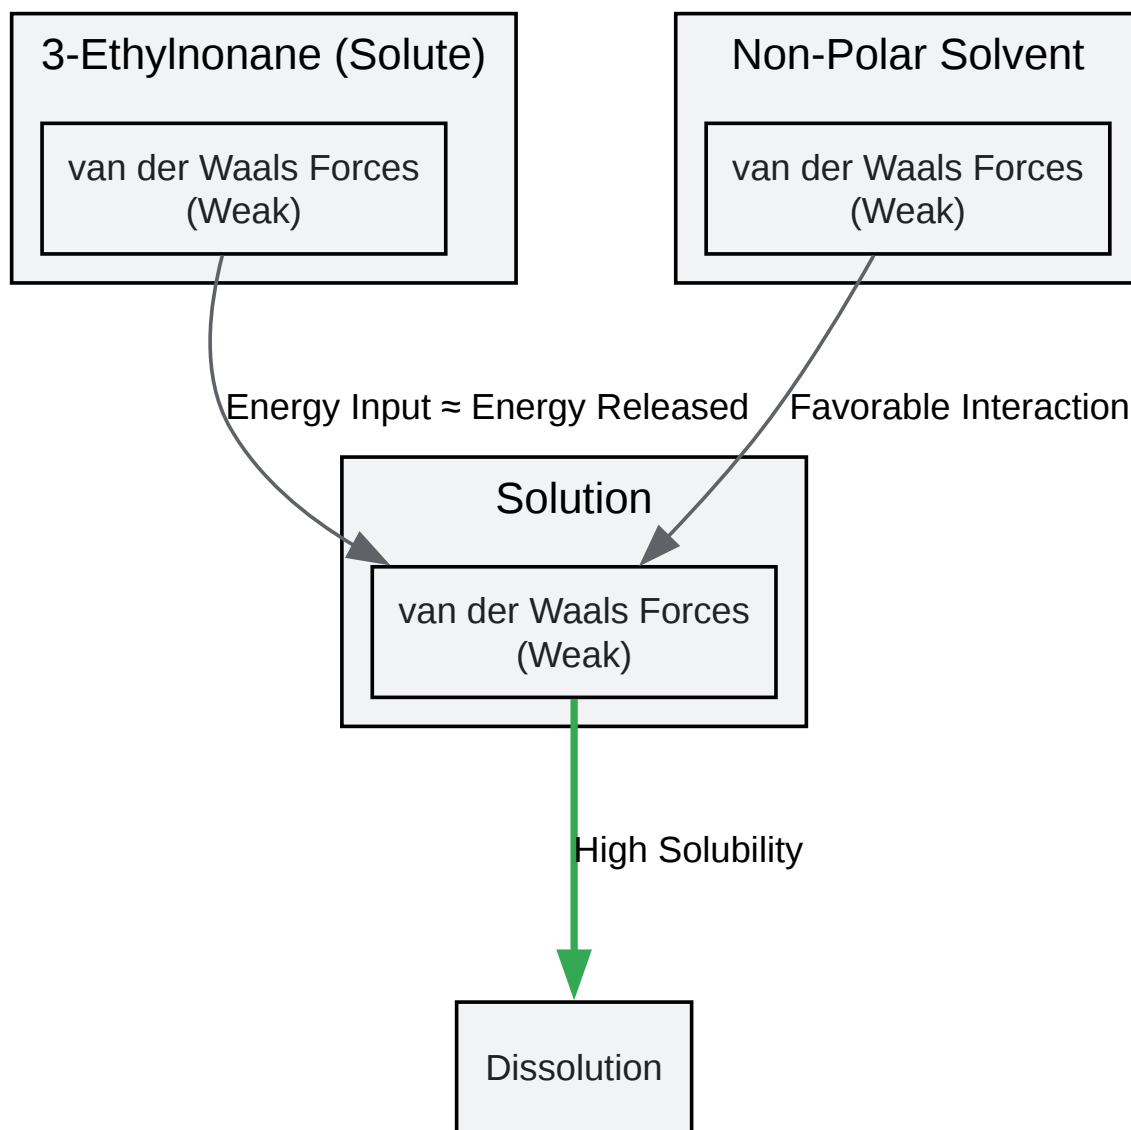 3-Ethylnonane (Solute)
van der Waals Forces
(Weak)
Non-Polar Solvent
van der Waals Forces
(Weak)
Energy Input ≈ Energy Released
Favorable Interaction
Solution
van der Waals Forces
(Weak)
High Solubility
Dissolution